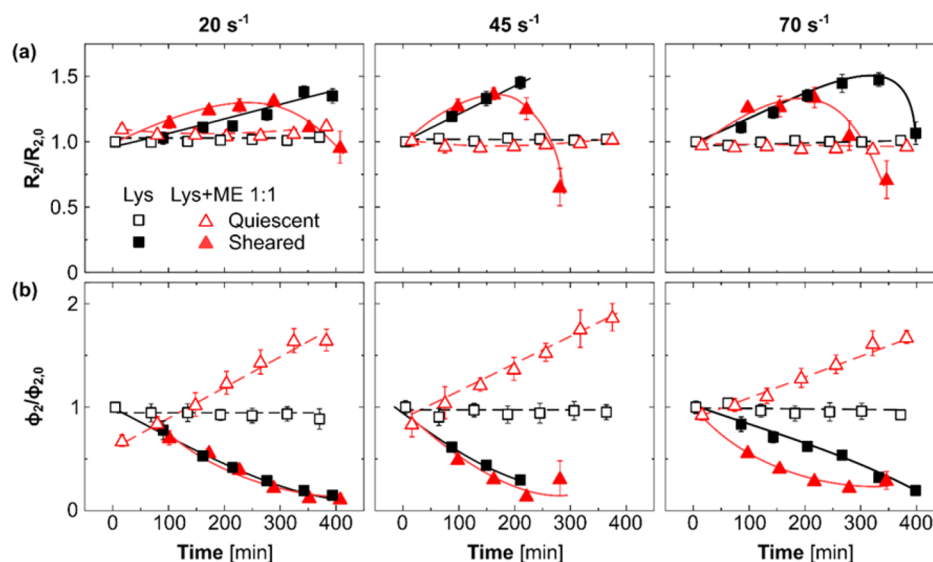 20 s⁻¹ 45 s⁻¹ 70 s⁻¹
(a)
R₂/R₂,₀
1.5
1.0
0.5
0
Lys Lys+ME 1:1
Quiescent
Sheared
(b)
ϕ₂/ϕ₂,₀
2
1
0
0 100 200 300 400 0 100 200 300 400 0 100 200 300 400
Time [min] Time [min] Time [min]